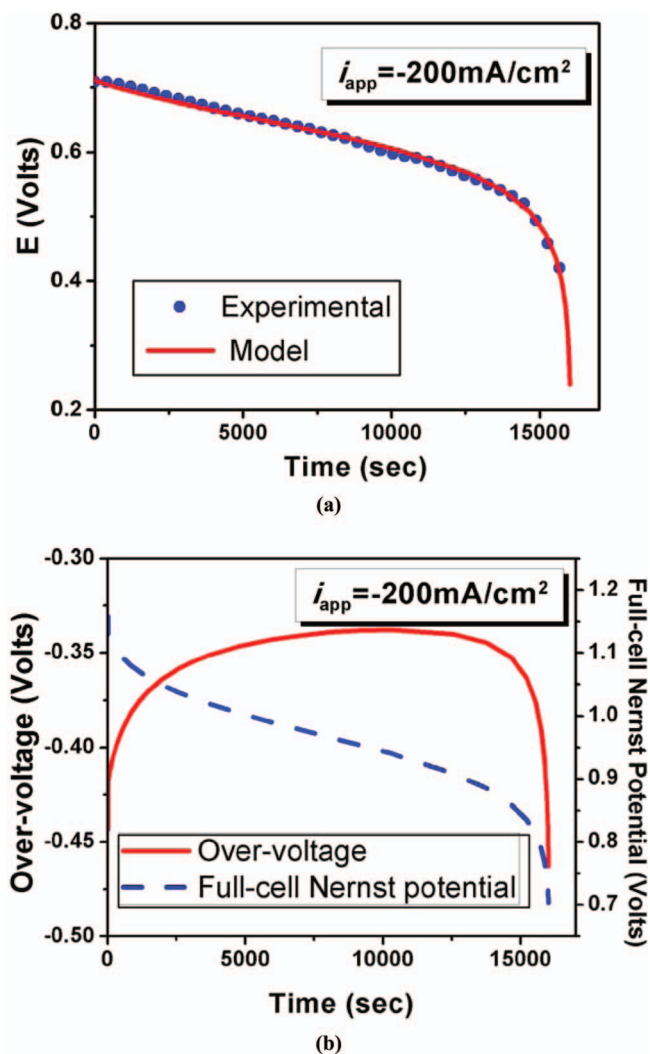 0.8
i_app=-200mA/cm²
0.6
E (Volts)
0.4
Experimental
Model
0.2
0 5000 10000 15000
Time (sec)
(a)
-0.30
i_app=-200mA/cm²
1.2
-0.35
1.1
Over-voltage (Volts)
Full-cell Nernst Potential (Volts)
-0.40
1.0
0.9
-0.45
0.8
Over-voltage
Full-cell Nernst potential
0.7
-0.50
0 5000 10000 15000
Time (sec)
(b)